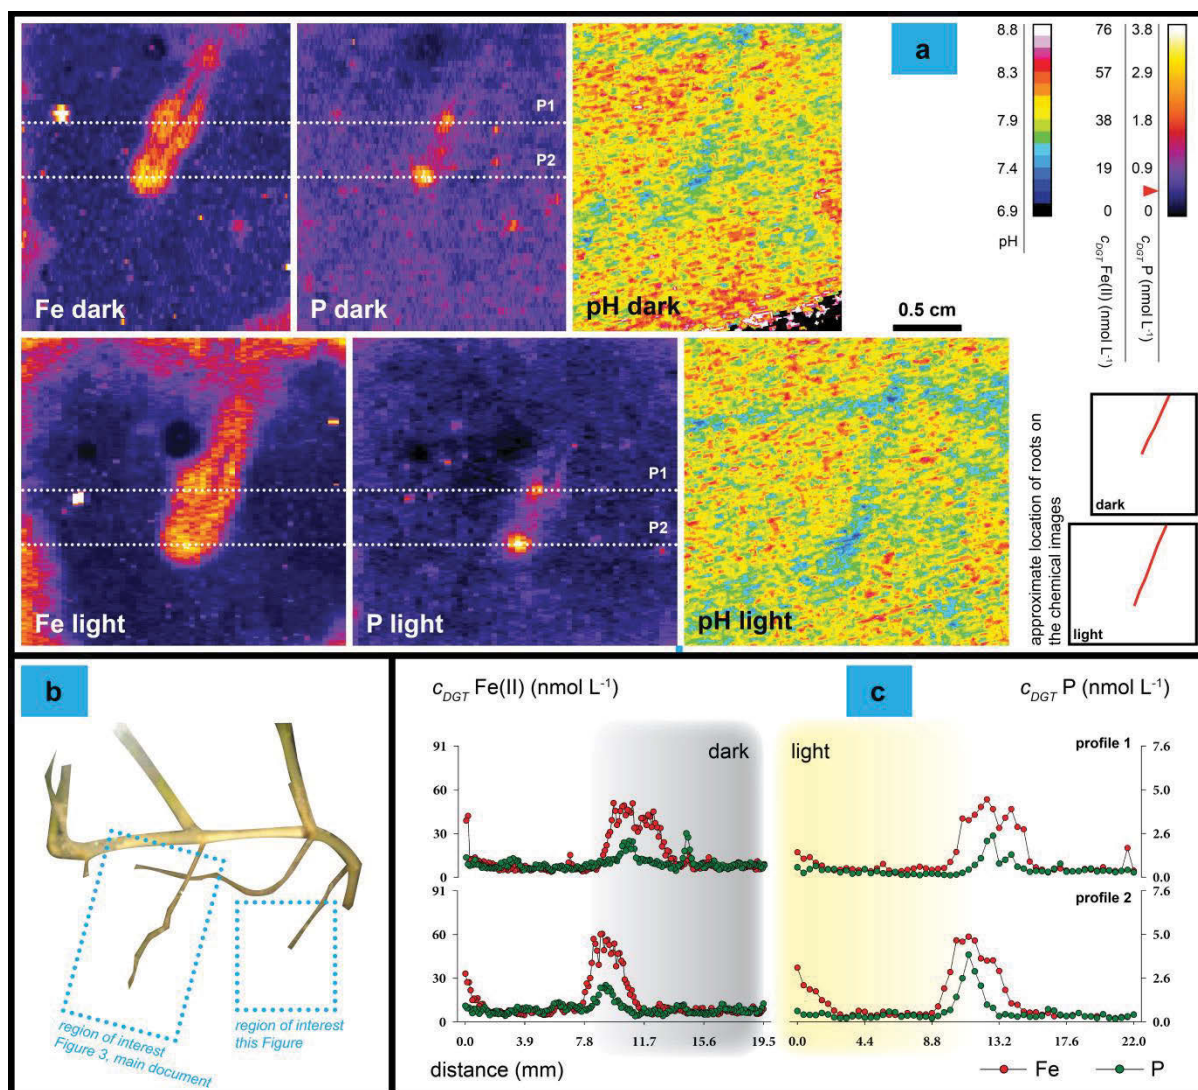 a
P1
P2
Fe dark
P dark
pH dark
0.5 cm
8.8
8.3
7.9
7.4
6.9
pH
76
57
38
19
0
c_DGT Fe(II) (nmol L⁻¹)
3.8
2.9
1.8
0.9
0
c_DGT P (nmol L⁻¹)
P1
P2
Fe light
P light
pH light
approximate location of roots on
the chemical images
dark
light
b
region of interest
Figure 3, main document
region of interest
this Figure
c
c_DGT Fe(II) (nmol L⁻¹)
c_DGT P (nmol L⁻¹)
dark
light
profile 1
91
60
30
0
7.6
5.0
2.6
0.0
profile 2
91
60
30
0
7.6
5.0
2.6
0.0
0.0 3.9 7.8 11.7 15.6 19.5
0.0 4.4 8.8 13.2 17.6 22.0
distance (mm)
Fe
P